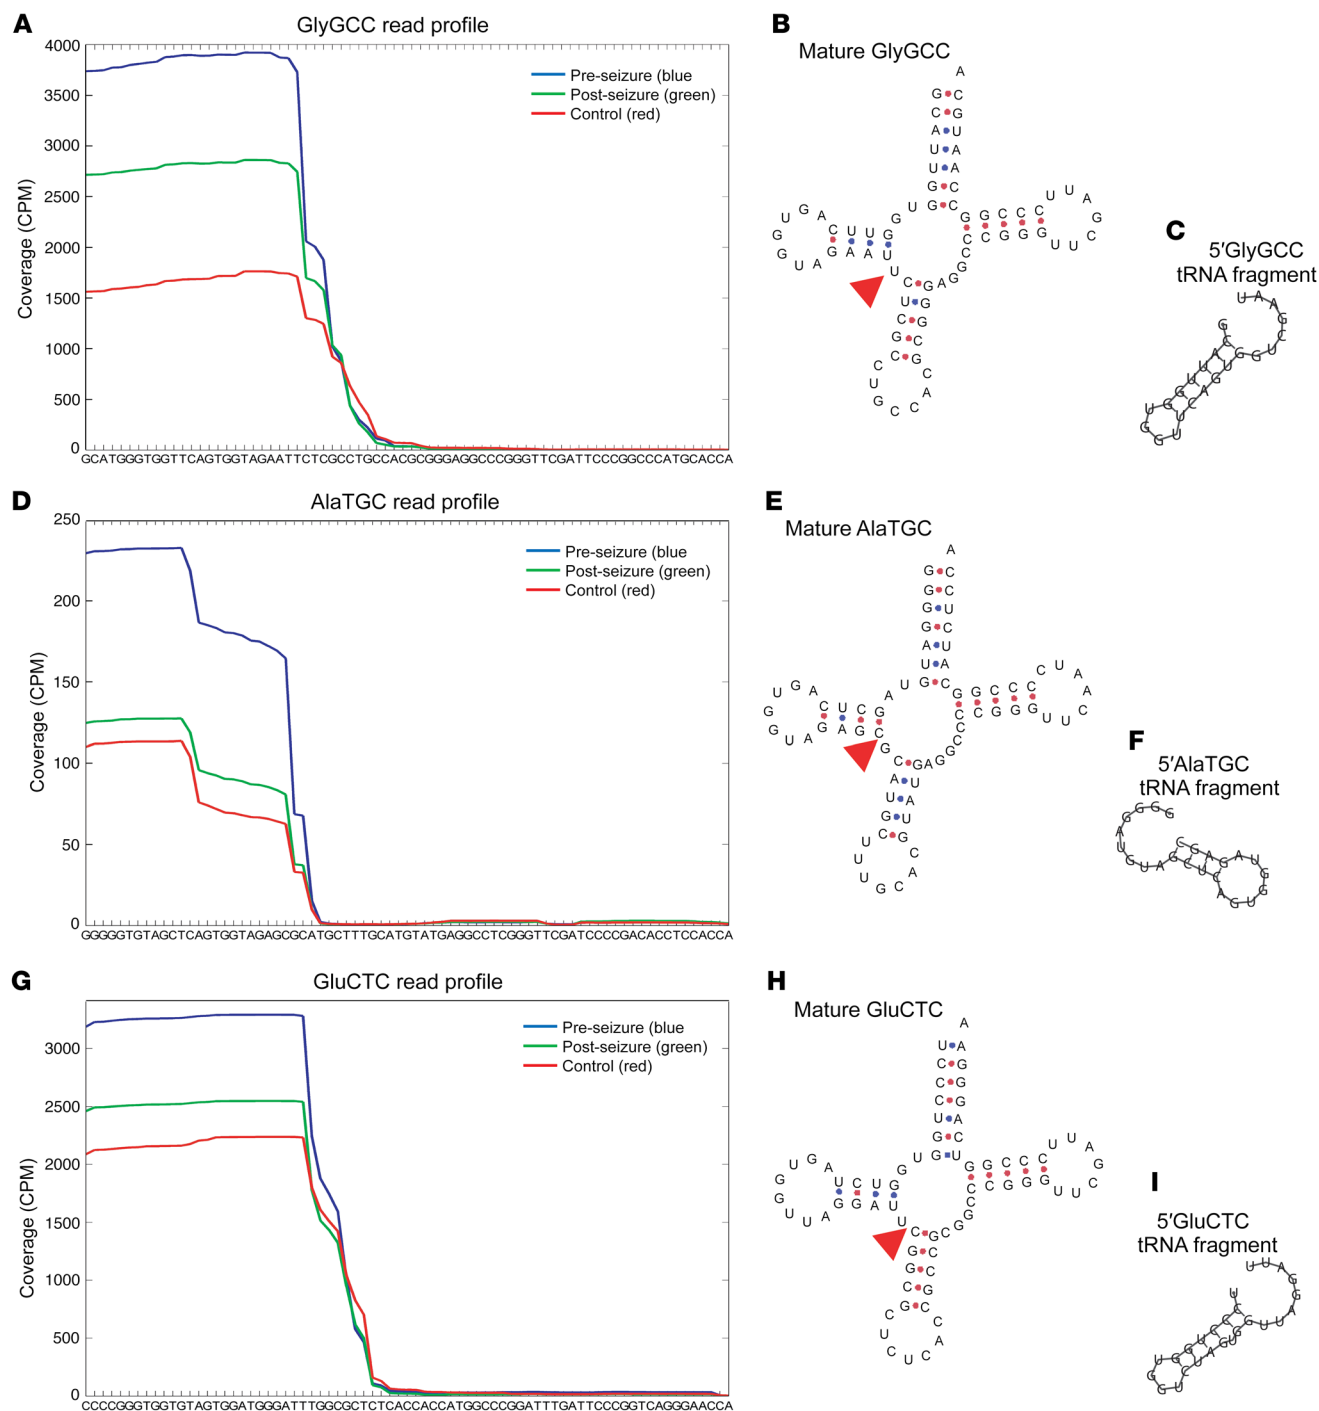 A
GlyGCC read profile
4000
3500
3000
2500
2000
1500
1000
500
0
Coverage (CPM)
Pre-seizure (blue
Post-seizure (green)
Control (red)
GCATGGGTGGTTCAGTGGTAGAATTCTCGCCTGCCACGCGGGAGGCCCGGGTTCGATTCCCGGCCCATGCACCA
B
Mature GlyGCC
C
5′GlyGCC
tRNA fragment
D
AlaTGC read profile
250
200
150
100
50
0
Coverage (CPM)
Pre-seizure (blue
Post-seizure (green)
Control (red)
GGGGGTGTAGCTCAGTGGTAGAGCGCATGCTTTGCATGTATGAGGCCTCGGGTTCGATCCCCGACACCTCCACCA
E
Mature AlaTGC
F
5′AlaTGC
tRNA fragment
G
GluCTC read profile
3000
2500
2000
1500
1000
500
0
Coverage (CPM)
Pre-seizure (blue
Post-seizure (green)
Control (red)
CCCCGGGTGGTGTAGTGGATGGGATTTGGCGCTCTCACCACCATGGCCCGGATTTGATTCCCGGTCAGGGAACCA
H
Mature GluCTC
I
5′GluCTC
tRNA fragment